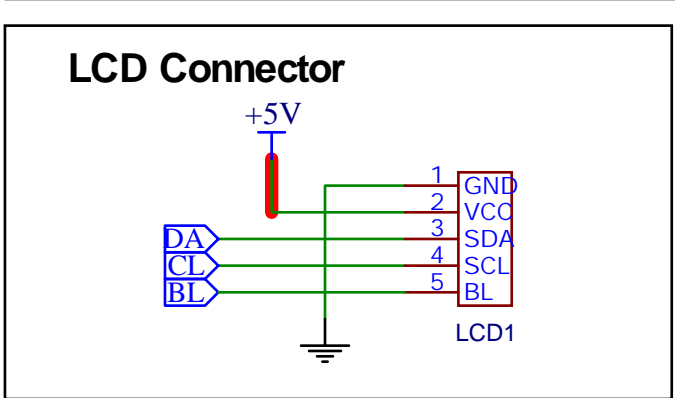 LCD Connector
+5V
1 GND
2 VCC
DA 3 SDA
CL 4 SCL
BL 5 BL
LCD1